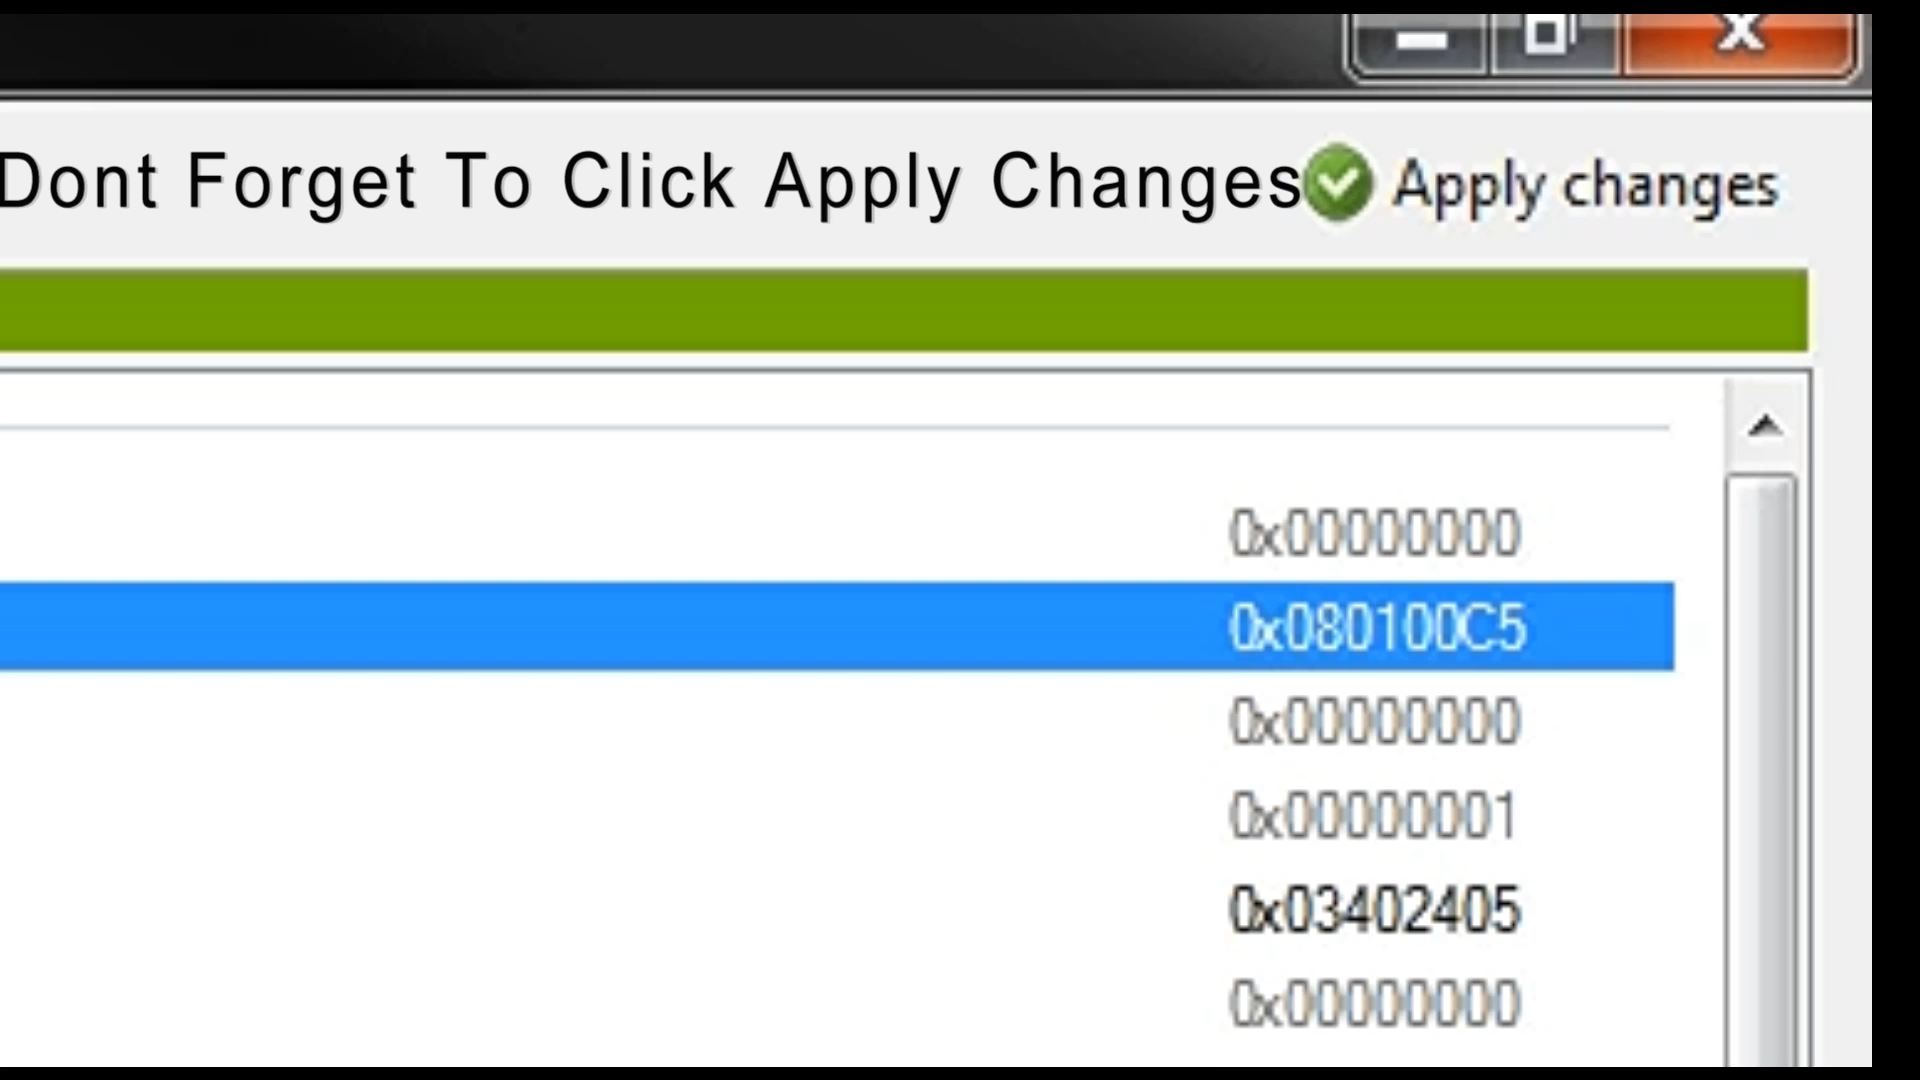 Dont Forget To Click Apply Changes Apply changes
0x00000000
0x080100C5
0x00000000
0x00000001
0x03402405
0x00000000